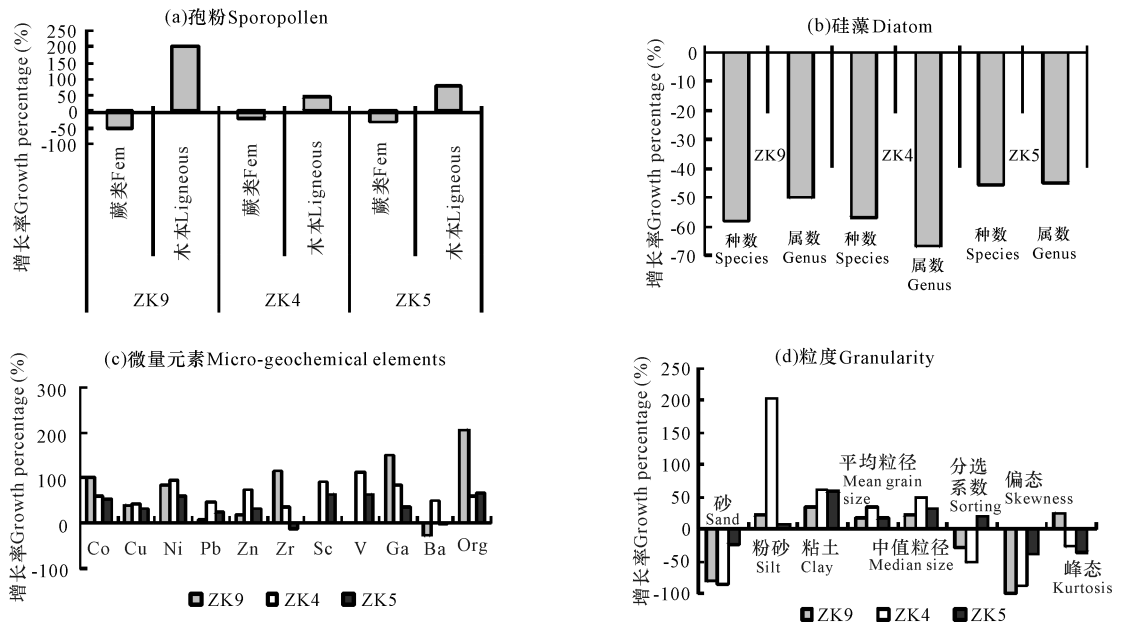 (a)孢粉Sporopollen
增长率Growth percentage (%)
250
200
150
100
50
0
-50
-100
蕨类Fem
木本Ligneous
蕨类Fem
木本Ligneous
蕨类Fem
木本Ligneous
ZK9
ZK4
ZK5
(b)硅藻Diatom
增长率Growth percentage (%)
0
-10
-20
-30
-40
-50
-60
-70
ZK9
ZK4
ZK5
种数
Species
属数
Genus
种数
Species
属数
Genus
种数
Species
属数
Genus
(c)微量元素Micro-geochemical elements
增长率Growth percentage (%)
300
200
100
0
-100
Co Cu Ni Pb Zn Zr Sc V Ga Ba Org
ZK9 ZK4 ZK5
(d)粒度Granularity
增长率Growth percentage (%)
250
200
150
100
50
0
-50
-100
砂
Sand
粉砂
Silt
粘土
Clay
平均粒径
Mean grain
size
中值粒径
Median size
分选
系数
Sorting
偏态
Skewness
峰态
Kurtosis
ZK9 ZK4 ZK5